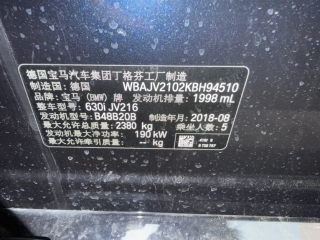 德国宝马汽车集团丁格芬工厂制造
制造国: 德国 WBAJV2102KBH94510
品牌: 宝马 (BMW) 牌 发动机排量: 1998 mL
整车型号: 630i JV216
发动机型号: B48B20B 制造年月: 2018-08
最大允许总质量: 2380 kg 乘坐人数: 5
发动机最大净功率: 190 kW
最大允许牵引质量: -- kg